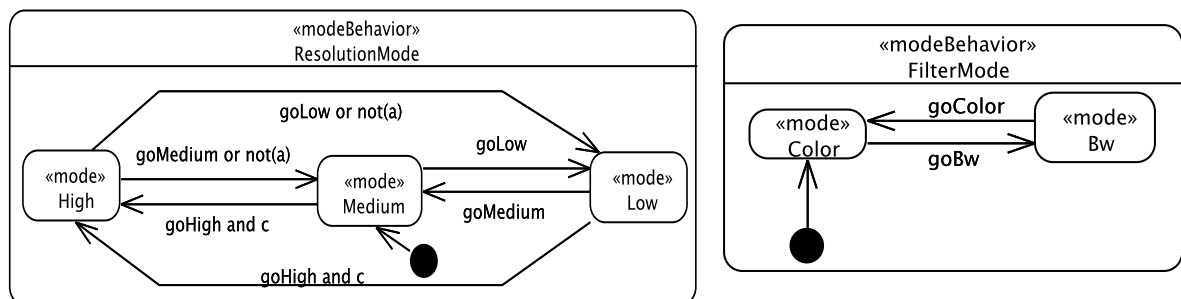 «modeBehavior»
ResolutionMode
goLow or not(a)
goMedium or not(a)
goLow
«mode»
High
«mode»
Medium
«mode»
Low
goHigh and c
goMedium
goHigh and c
«modeBehavior»
FilterMode
«mode»
Color
goColor
goBw
«mode»
Bw